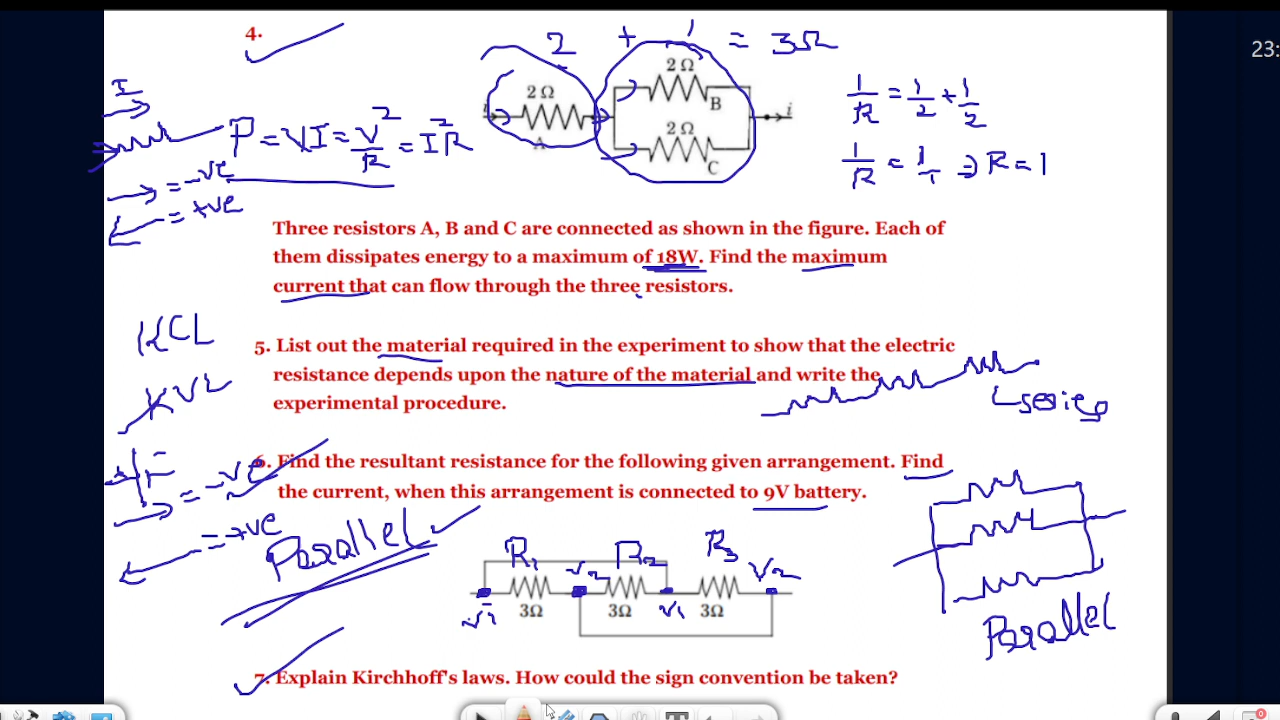 4.
2 + 1 = 3Ω
2 Ω
2 Ω
B
i
A
2 Ω
C
1/R = 1/2 + 1/2
1/R = 1/1 ⇒ R = 1
I
P = VI = V²/R = I²R
→ = -ve
← = +ve
Three resistors A, B and C are connected as shown in the figure. Each of
them dissipates energy to a maximum of 18W. Find the maximum
current that can flow through the three resistors.
KCL
KVL
5. List out the material required in the experiment to show that the electric
resistance depends upon the nature of the material and write the
experimental procedure.
Series
6. Find the resultant resistance for the following given arrangement. Find
the current, when this arrangement is connected to 9V battery.
→ = -ve
← = +ve
Parallel
R₁ R₂ R₃
V₁ V₂ V₁ V₂
3Ω 3Ω 3Ω
Parallel
7. Explain Kirchhoff's laws. How could the sign convention be taken?
23: